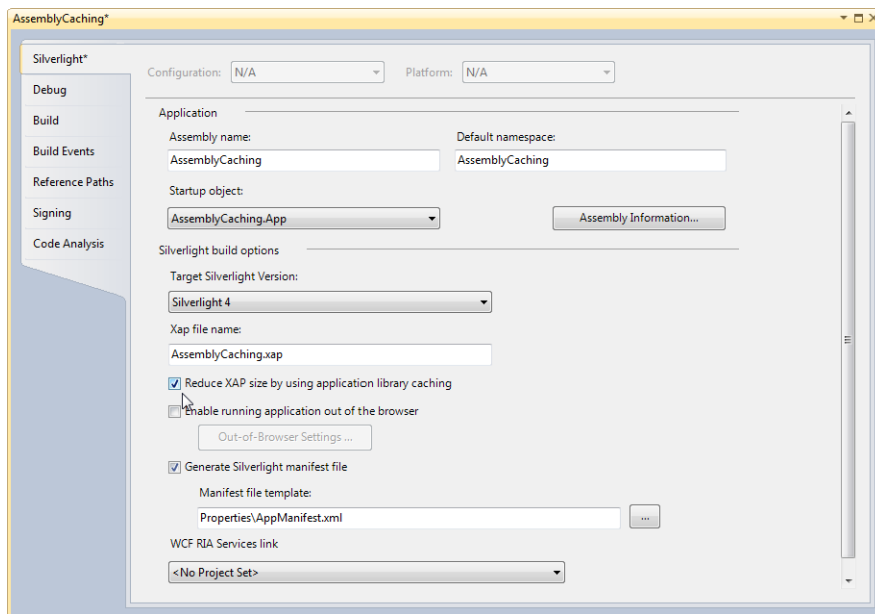 AssemblyCaching*
Silverlight*
Debug
Build
Build Events
Reference Paths
Signing
Code Analysis
Configuration: N/A Platform: N/A
Application
Assembly name: Default namespace:
AssemblyCaching AssemblyCaching
Startup object:
AssemblyCaching.App Assembly Information...
Silverlight build options
Target Silverlight Version:
Silverlight 4
Xap file name:
AssemblyCaching.xap
Reduce XAP size by using application library caching
Enable running application out of the browser
Out-of-Browser Settings ...
Generate Silverlight manifest file
Manifest file template:
Properties\AppManifest.xml ...
WCF RIA Services link
<No Project Set>